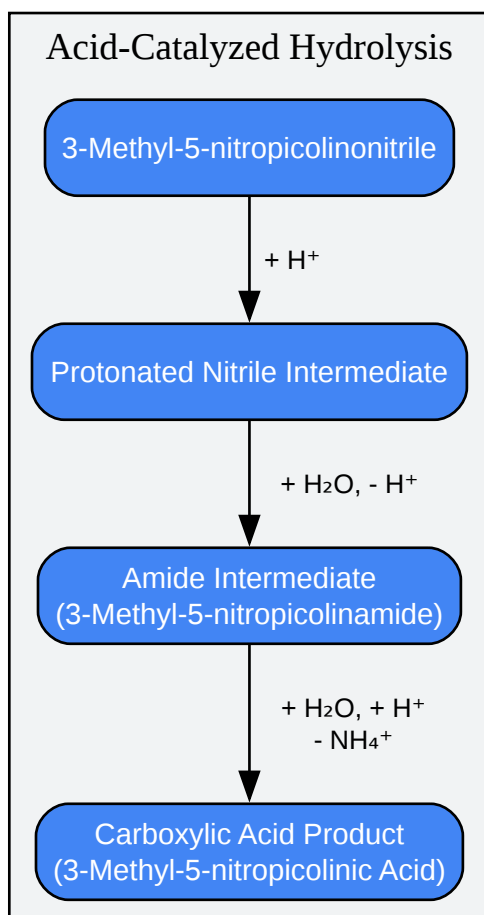 Acid-Catalyzed Hydrolysis
3-Methyl-5-nitropicolinonitrile
+ H⁺
Protonated Nitrile Intermediate
+ H₂O, - H⁺
Amide Intermediate
(3-Methyl-5-nitropicolinamide)
+ H₂O, + H⁺
- NH₄⁺
Carboxylic Acid Product
(3-Methyl-5-nitropicolinic Acid)